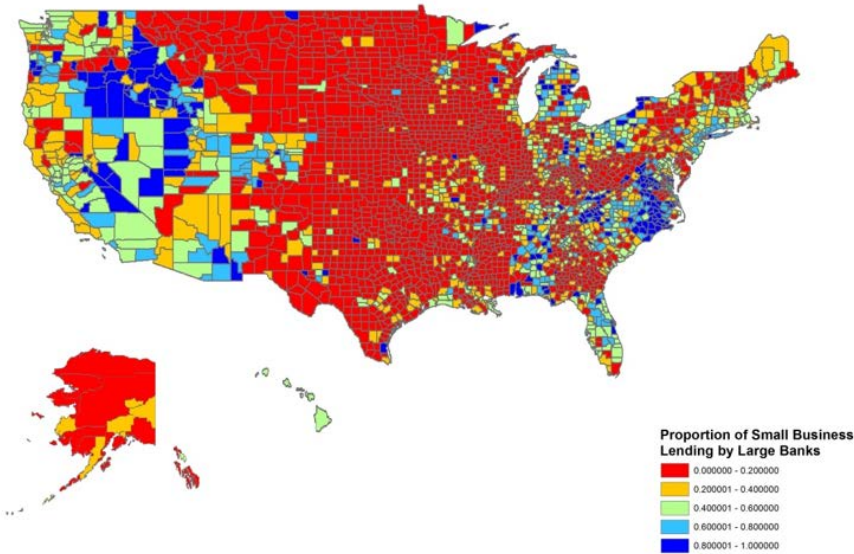 Proportion of Small Business
Lending by Large Banks
0.000000 - 0.200000
0.200001 - 0.400000
0.400001 - 0.600000
0.600001 - 0.800000
0.800001 - 1.000000